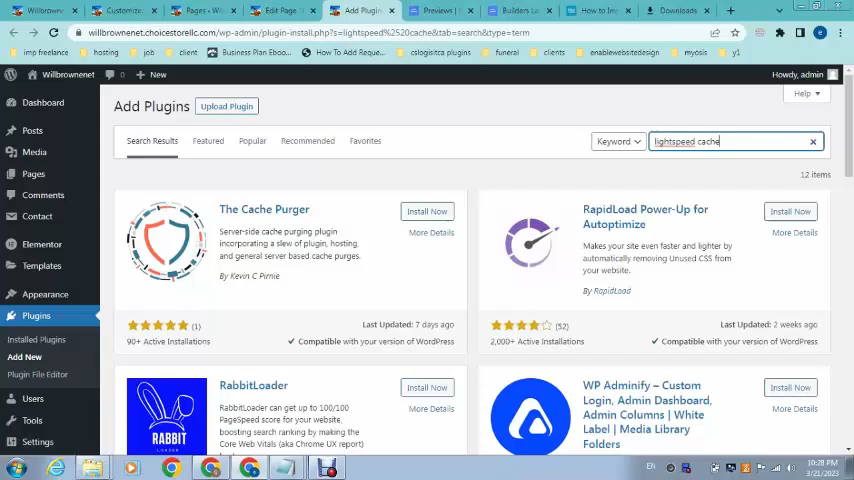 Willbrownenet
Customize:
Pages ‹ Wil
Edit Page
Add Plugin
Previews |
Builders La
How to Im
Downloads
Willbrownenet.choicestorellc.com/wp-admin/plugin-install.php?s=lightspeed%2520cache&tab=search&type=term
imp freelance
hosting
job
client
Business Plan Ebook...
How To Add Reque...
cslogisitca plugins
funeral
clients
enablewebsitedesign
myosis
y1
Willbrownenet
0
+ New
Howdy, admin
Dashboard
Posts
Media
Pages
Comments
Contact
Elementor
Templates
Appearance
Plugins
Installed Plugins
Add New
Plugin File Editor
Users
Tools
Settings
Help
Add Plugins
Upload Plugin
Search Results
Featured
Popular
Recommended
Favorites
Keyword
lightspeed cache
12 items
The Cache Purger
Install Now
More Details
Server-side cache purging plugin
incorporating a slew of plugin, hosting,
and general server based cache purges.
By Kevin C Pirnie
(1)
90+ Active Installations
Last Updated: 7 days ago
Compatible with your version of WordPress
RapidLoad Power-Up for
Autoptimize
Install Now
More Details
Makes your site even faster and lighter by
automatically removing Unused CSS from
your website.
By RapidLoad
(52)
2,000+ Active Installations
Last Updated: 2 weeks ago
Compatible with your version of WordPress
RABBIT
LOADER
RabbitLoader
Install Now
More Details
RabbitLoader can get up to 100/100
PageSpeed score for your website,
boosting search ranking by making the
Core Web Vitals (aka Chrome UX report)
WP Adminify – Custom
Login, Admin Dashboard,
Admin Columns | White
Label | Media Library
Folders
Install Now
More Details
EN
10:28 PM
3/21/2023